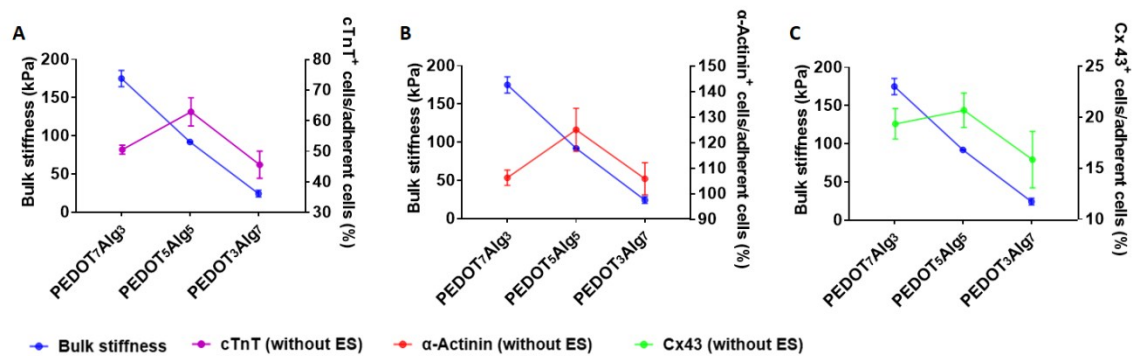 A
B
C
Bulk stiffness (kPa)
200
150
100
50
0
80
70
60
50
40
30
cTnT⁺ cells/adherent cells (%)
PEDOT₇Alg₃
PEDOT₅Alg₅
PEDOT₃Alg₇
Bulk stiffness (kPa)
200
150
100
50
0
150
140
130
120
110
100
90
α-Actinin⁺ cells/adherent cells (%)
PEDOT₇Alg₃
PEDOT₅Alg₅
PEDOT₃Alg₇
Bulk stiffness (kPa)
200
150
100
50
0
25
20
15
10
Cx 43⁺ cells/adherent cells (%)
PEDOT₇Alg₃
PEDOT₅Alg₅
PEDOT₃Alg₇
Bulk stiffness
cTnT (without ES)
α-Actinin (without ES)
Cx43 (without ES)